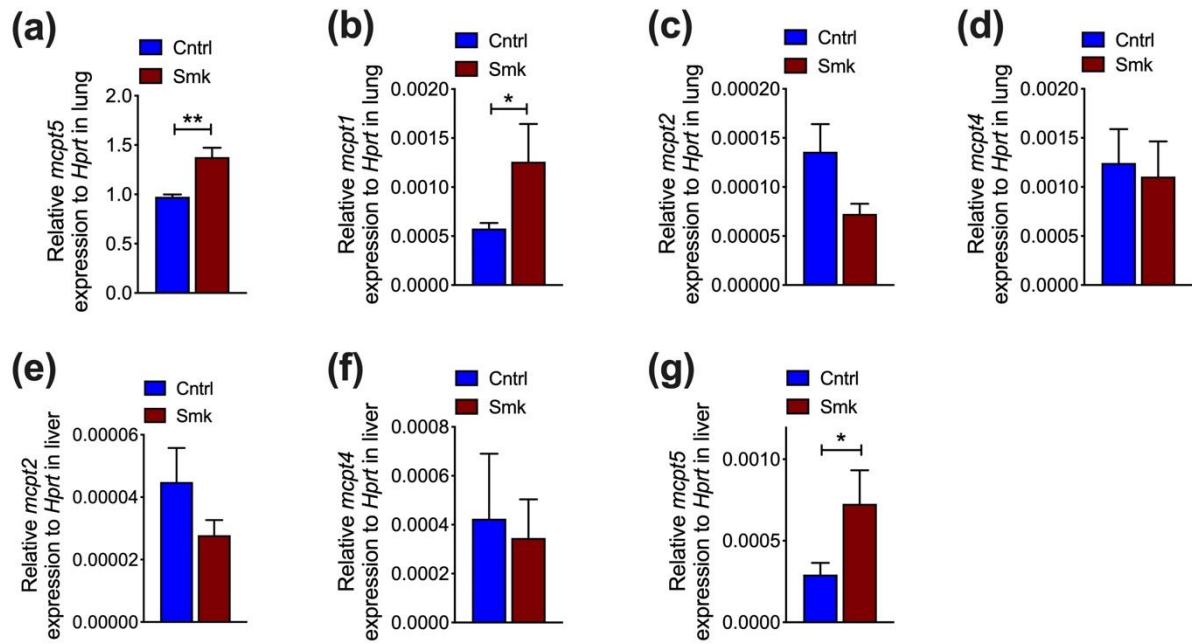 (a)
Cntrl
Smk
Relative mcpt5
expression to Hprt in lung
2.0
1.5
1.0
0.5
0.0
**
(b)
Cntrl
Smk
Relative mcpt1
expression to Hprt in lung
0.0020
0.0015
0.0010
0.0005
0.0000
*
(c)
Cntrl
Smk
Relative mcpt2
expression to Hprt in lung
0.00020
0.00015
0.00010
0.00005
0.00000
(d)
Cntrl
Smk
Relative mcpt4
expression to Hprt in lung
0.0020
0.0015
0.0010
0.0005
0.0000
(e)
Cntrl
Smk
Relative mcpt2
expression to Hprt in liver
0.00006
0.00004
0.00002
0.00000
(f)
Cntrl
Smk
Relative mcpt4
expression to Hprt in liver
0.0008
0.0006
0.0004
0.0002
0.0000
(g)
Cntrl
Smk
Relative mcpt5
expression to Hprt in liver
0.0010
0.0005
0.0000
*